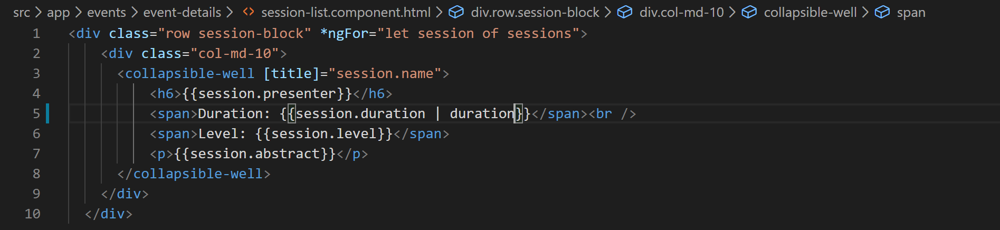 src > app > events > event-details > <> session-list.component.html > div.row.session-block > div.col-md-10 > collapsible-well > span
1 <div class="row session-block" *ngFor="let session of sessions">
2 <div class="col-md-10">
3 <collapsible-well [title]="session.name">
4 <h6>{{session.presenter}}</h6>
5 <span>Duration: {{session.duration | duration}}</span><br />
6 <span>Level: {{session.level}}</span>
7 <p>{{session.abstract}}</p>
8 </collapsible-well>
9 </div>
10 </div>